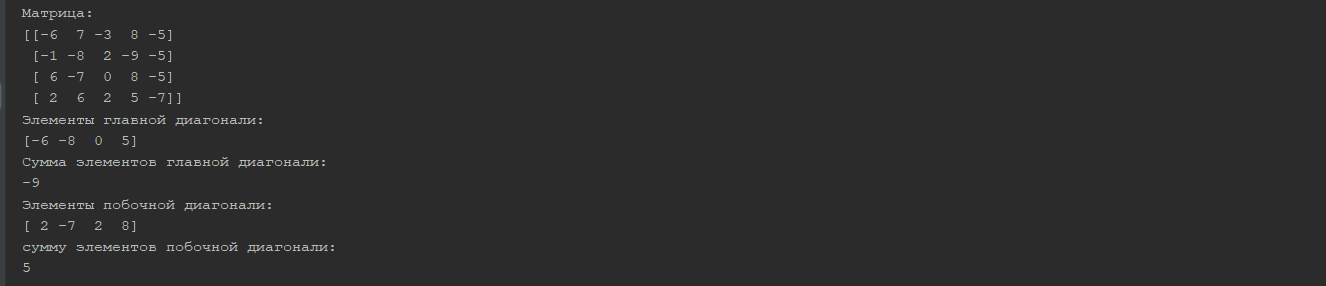 Матрица:
[[-6  7 -3  8 -5]
 [-1 -8  2 -9 -5]
 [ 6 -7  0  8 -5]
 [ 2  6  2  5 -7]]
Элементы главной диагонали:
[-6 -8  0  5]
Сумма элементов главной диагонали:
-9
Элементы побочной диагонали:
[ 2 -7  2  8]
сумму элементов побочной диагонали:
5